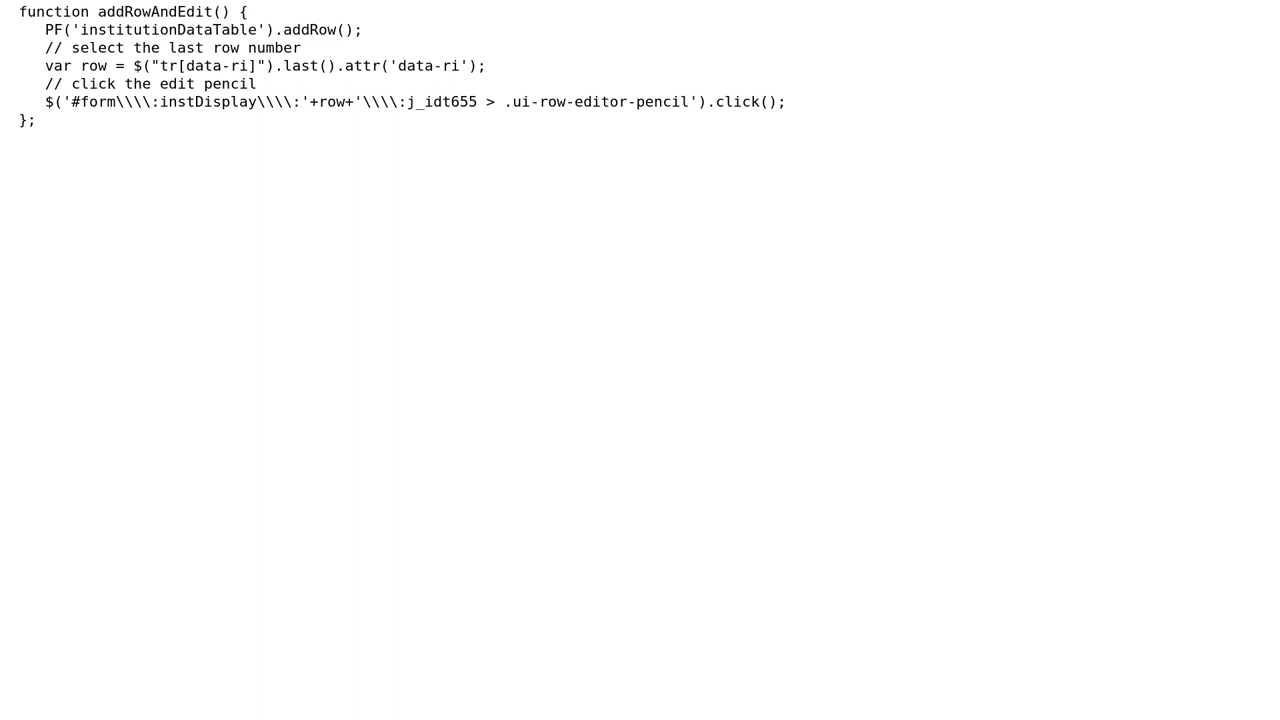 function addRowAndEdit() {
   PF('institutionDataTable').addRow();
   // select the last row number
   var row = $("tr[data-ri]").last().attr('data-ri');
   // click the edit pencil
   $('#form\\\\:instDisplay\\\\:'+row+'\\\\:j_idt655 > .ui-row-editor-pencil').click();
};